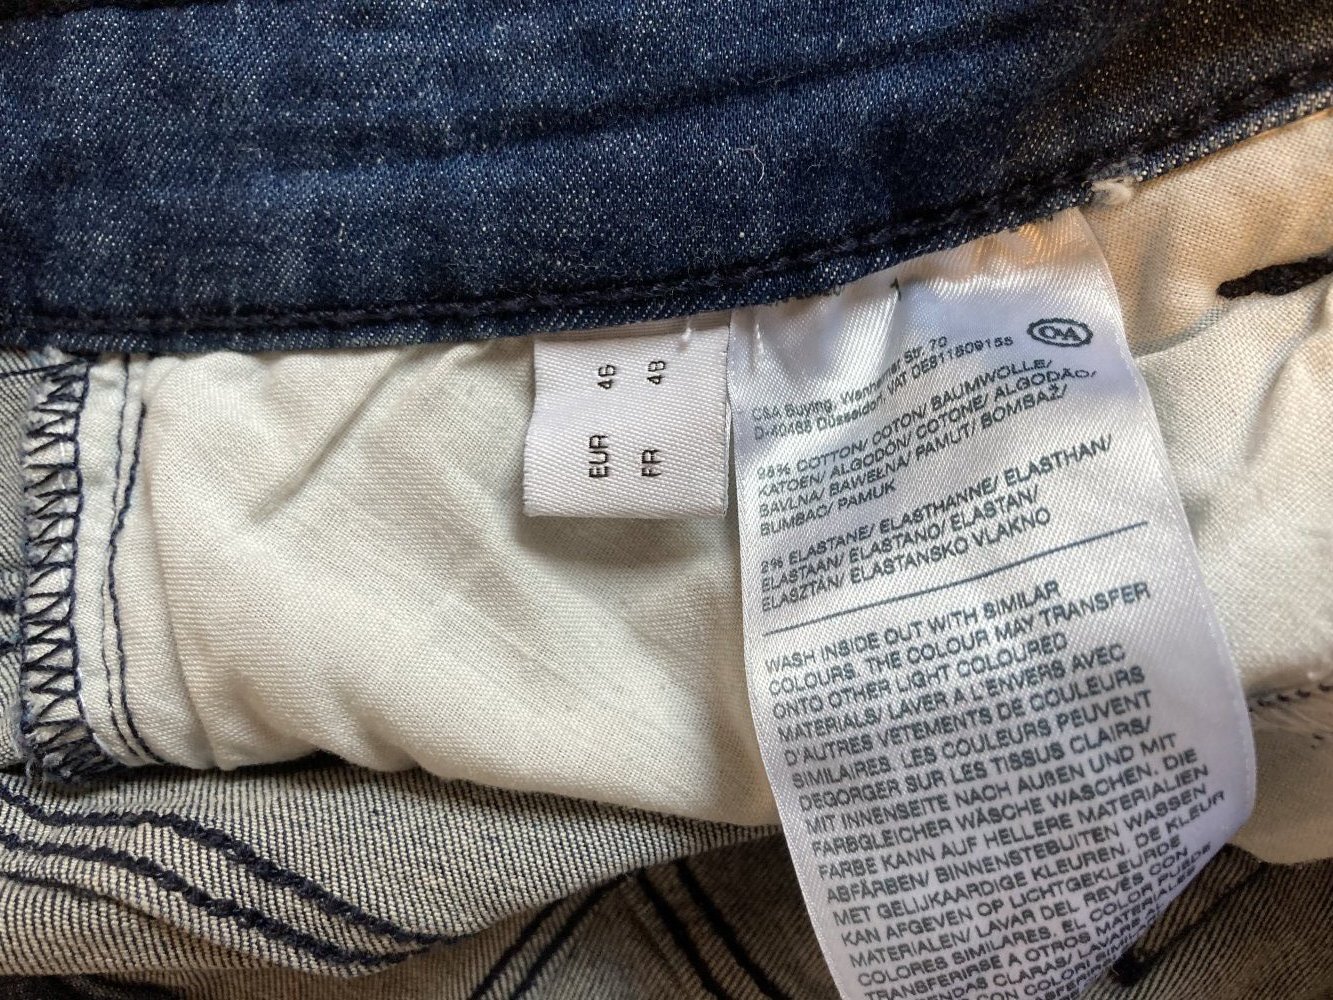 EUR 46
FR 48
C&A
C&A Buying, Wanheimer Str. 70
D-40468 Düsseldorf, VAT DE811509155
98% COTTON/ COTON/ BAUMWOLLE/
KATOEN/ ALGODÓN/ COTONE/ ALGODÃO/
BAVLNA/ BAWEŁNA/ PAMUT/ BOMBAŽ/
BUMBAC/ PAMUK
2% ELASTANE/ ELASTHANNE/ ELASTHAN/
ELASTAAN/ ELASTANO/ ELASTAN/
ELASZTÁN/ ELASTANSKO VLAKNO
WASH INSIDE OUT WITH SIMILAR
COLOURS. THE COLOUR MAY TRANSFER
ONTO OTHER LIGHT COLOURED
MATERIALS/ LAVER A L'ENVERS AVEC
D'AUTRES VETEMENTS DE COULEURS
SIMILAIRES. LES COULEURS PEUVENT
DEGORGER SUR LES TISSUS CLAIRS/
MIT INNENSEITE NACH AUßEN UND MIT
FARBGLEICHER WÄSCHE WASCHEN. DIE
FARBE KANN AUF HELLERE MATERIALIEN
ABFÄRBEN/ BINNENSTEBUITEN WASSEN
MET GELIJKAARDIGE KLEUREN. DE KLEUR
KAN AFGEVEN OP LICHTGEKLEURDE
MATERIALEN/ LAVAR DEL REVÉS CON
COLORES SIMILARES. EL COLOR PUEDE
TRANSFERIRSE A OTROS MATERIALES
PRENDAS CLARAS/ LAVARE